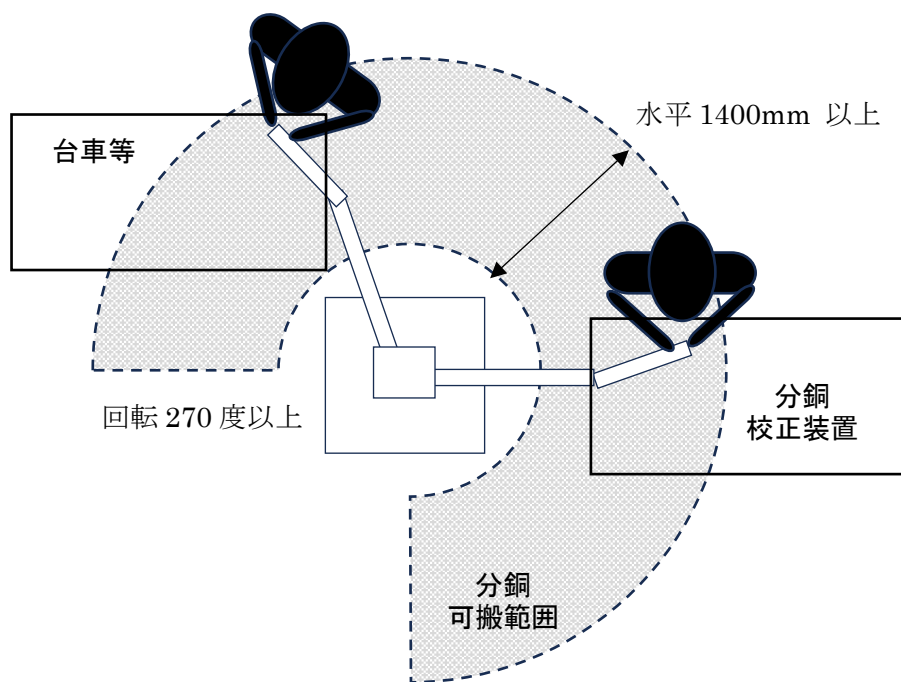 水平 1400mm 以上
台車等
回転 270 度以上
分銅
校正装置
分銅
可搬範囲